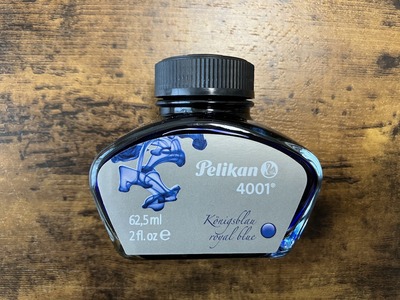 Pelikan
4001®
62,5 ml
2 fl. oz ℮
Königsblau
royal blue